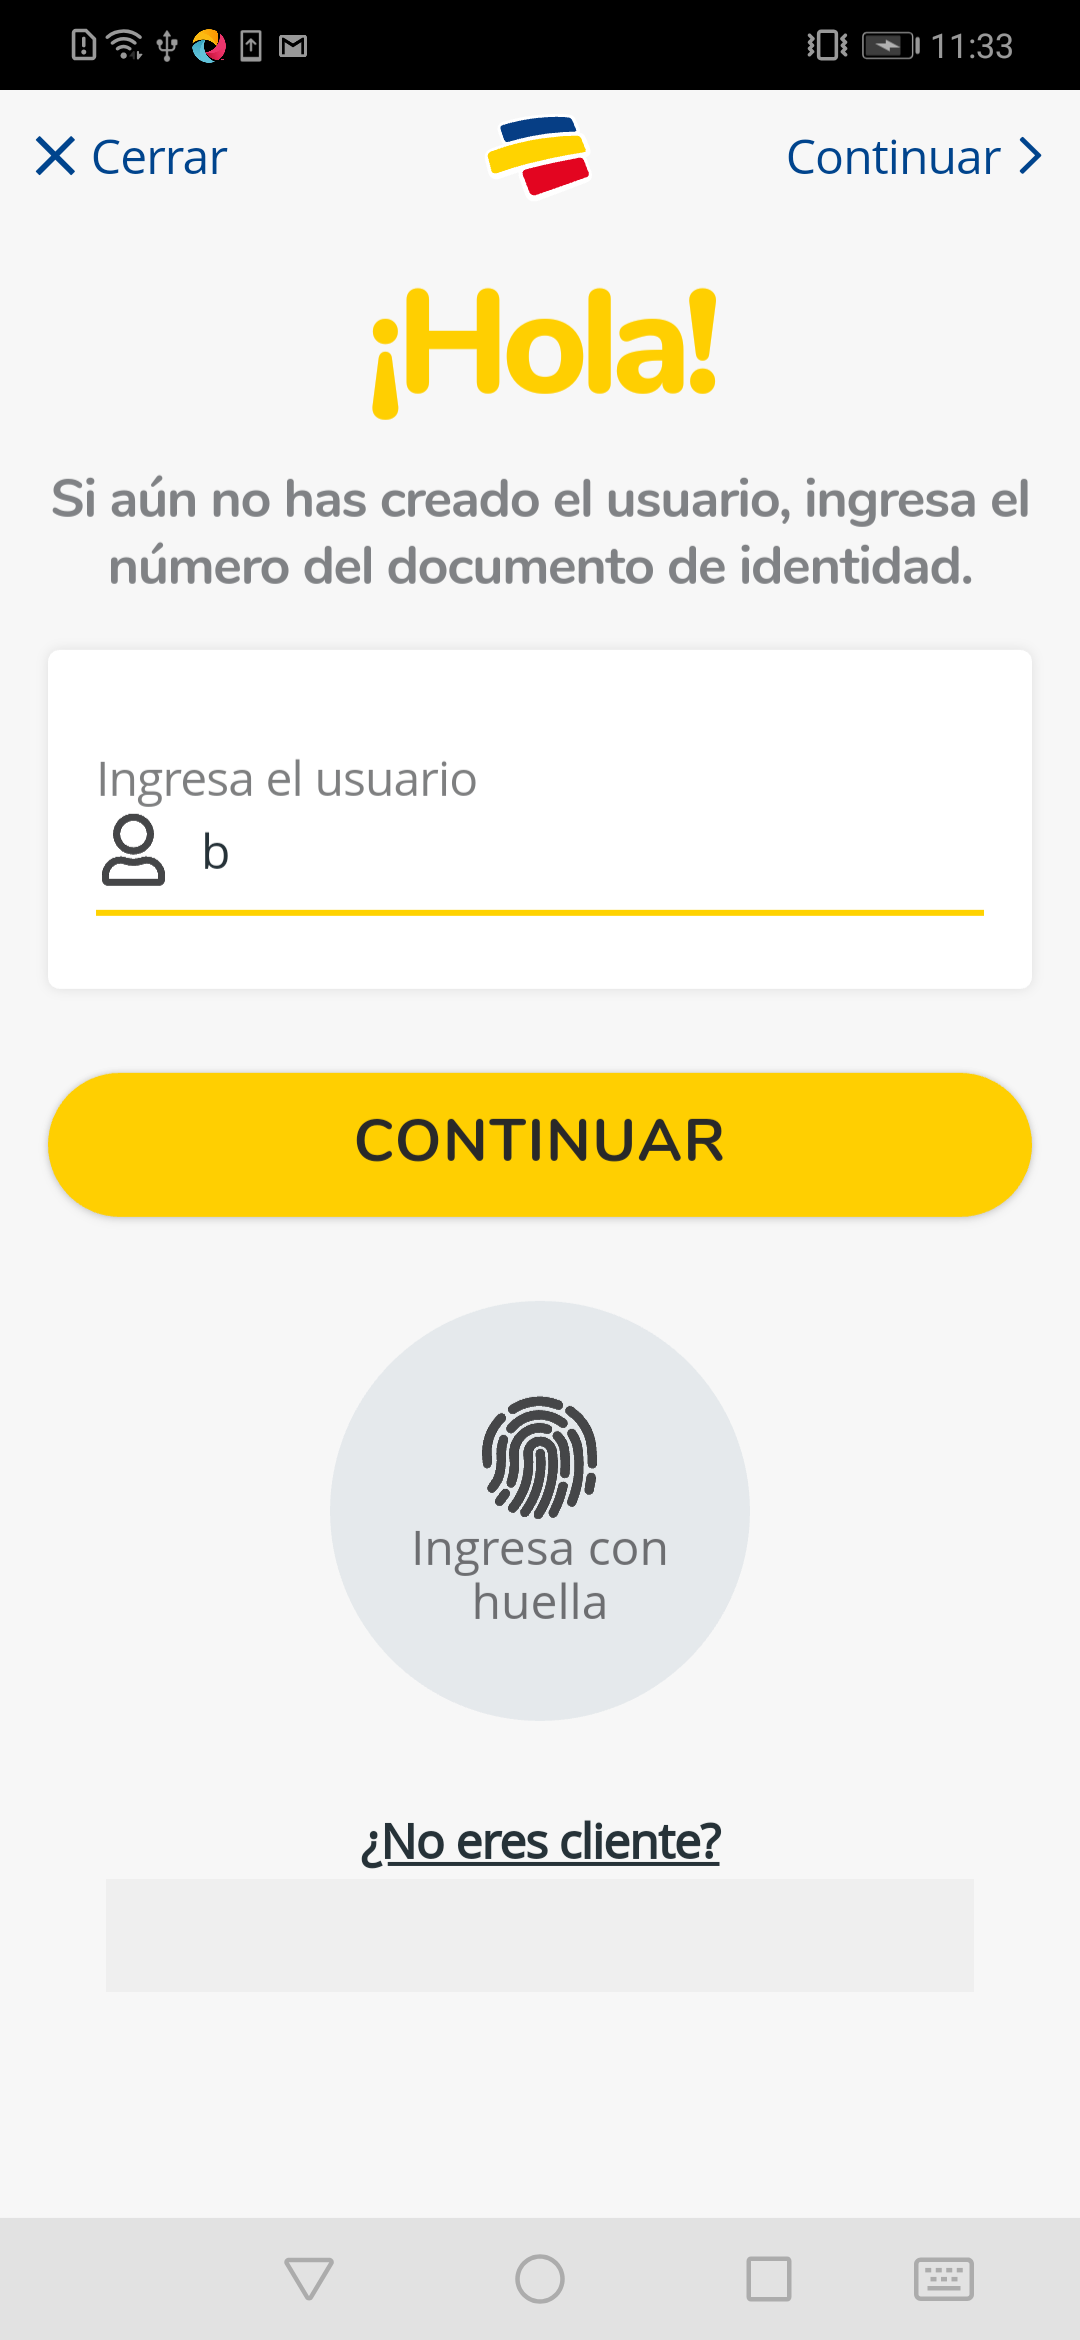 11:33
Cerrar
Continuar
¡Hola!
Si aún no has creado el usuario, ingresa el
número del documento de identidad.
Ingresa el usuario
b
CONTINUAR
Ingresa con
huella
¿No eres cliente?